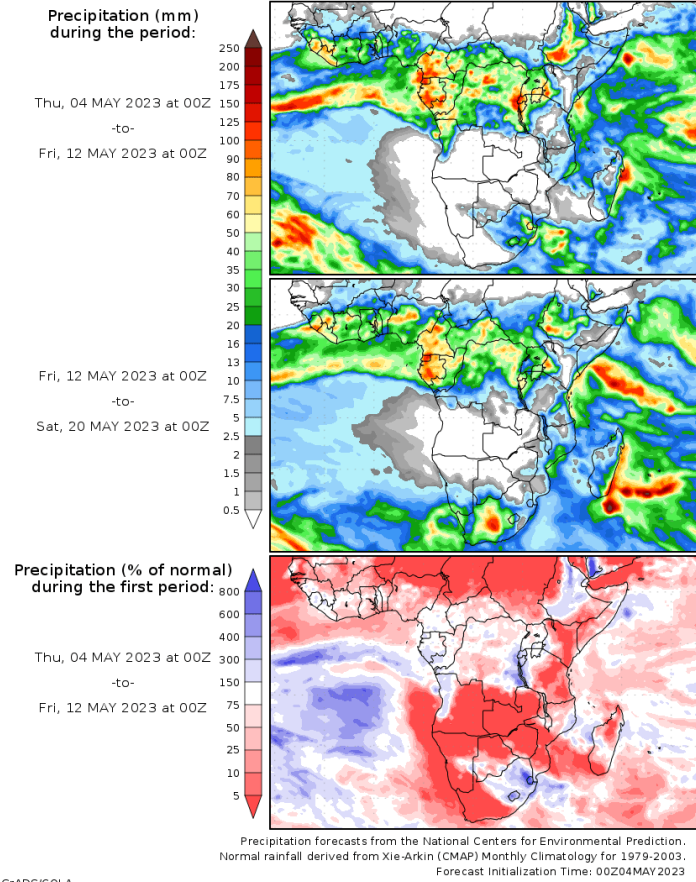 Precipitation (mm)
during the period:
Thu, 04 MAY 2023 at 00Z
-to-
Fri, 12 MAY 2023 at 00Z
250
200
175
150
125
100
90
80
70
60
50
40
35
30
25
20
16
13
10
7.5
5
2.5
2
1.5
1
0.5
Fri, 12 MAY 2023 at 00Z
-to-
Sat, 20 MAY 2023 at 00Z
Precipitation (% of normal)
during the first period:
Thu, 04 MAY 2023 at 00Z
-to-
Fri, 12 MAY 2023 at 00Z
800
600
400
300
150
75
50
25
10
5
Precipitation forecasts from the National Centers for Environmental Prediction.
Normal rainfall derived from Xie-Arkin (CMAP) Monthly Climatology for 1979-2003.
Forecast Initialization Time: 00Z04MAY2023